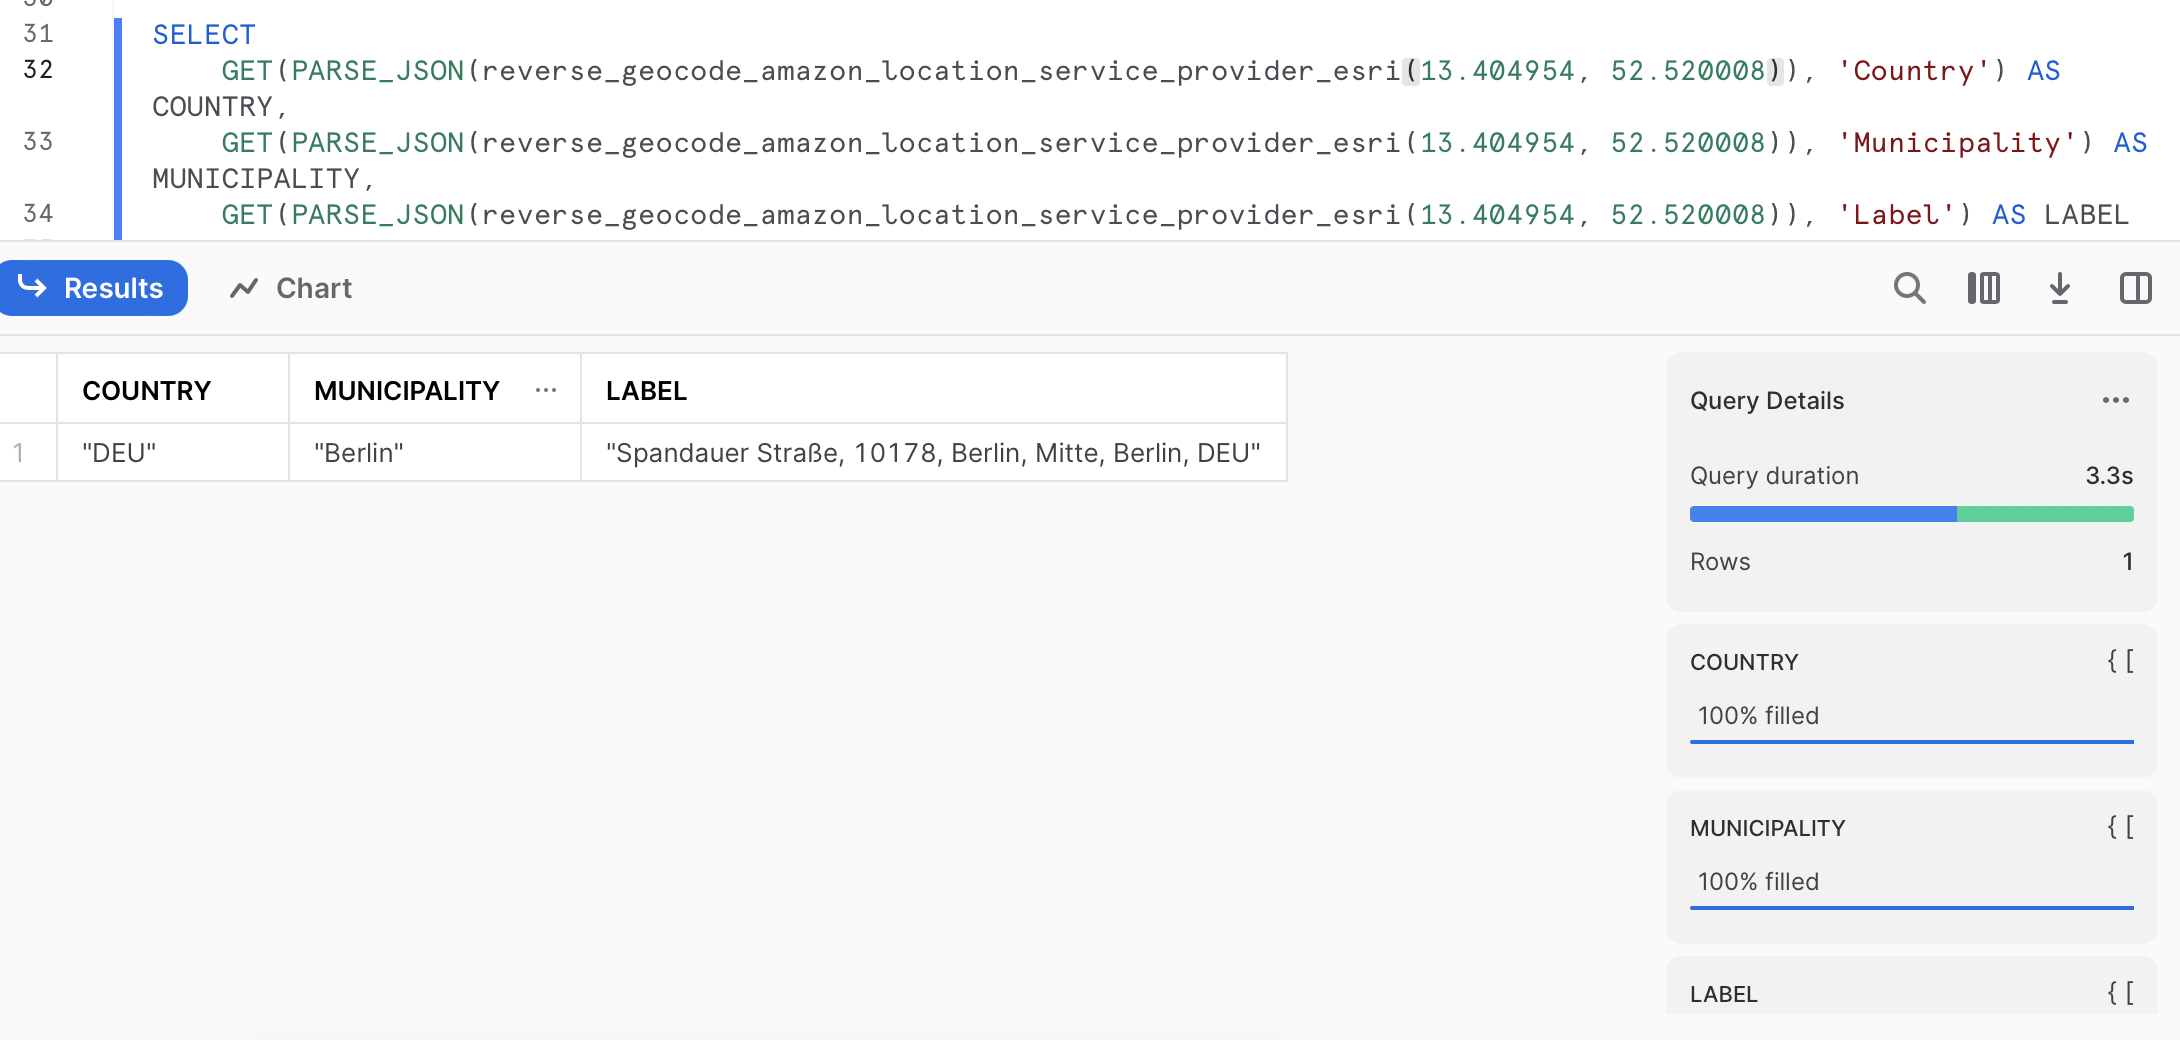 30
31 SELECT
32 GET(PARSE_JSON(reverse_geocode_amazon_location_service_provider_esri(13.404954, 52.520008)), 'Country') AS
COUNTRY,
33 GET(PARSE_JSON(reverse_geocode_amazon_location_service_provider_esri(13.404954, 52.520008)), 'Municipality') AS
MUNICIPALITY,
34 GET(PARSE_JSON(reverse_geocode_amazon_location_service_provider_esri(13.404954, 52.520008)), 'Label') AS LABEL
Results Chart
COUNTRY MUNICIPALITY ... LABEL
1 "DEU" "Berlin" "Spandauer Straße, 10178, Berlin, Mitte, Berlin, DEU"
Query Details ...
Query duration 3.3s
Rows 1
COUNTRY { [
100% filled
MUNICIPALITY { [
100% filled
LABEL { [